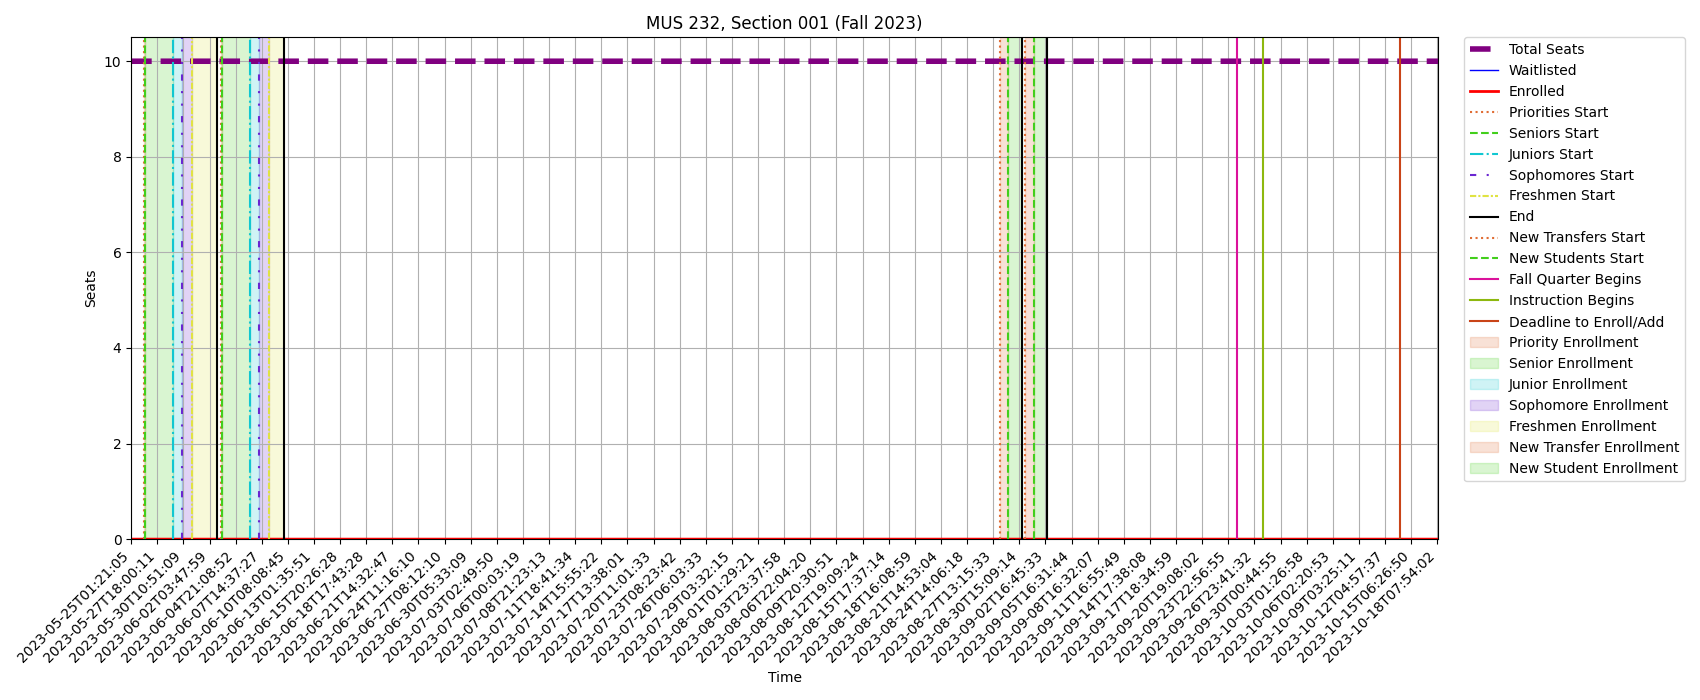 MUS 232, Section 001 (Fall 2023)
10
8
6
4
2
0
Seats
2023-05-25T01:21:05
2023-05-27T18:00:11
2023-05-30T10:51:09
2023-06-02T03:47:59
2023-06-04T21:08:52
2023-06-07T14:37:27
2023-06-10T08:08:45
2023-06-13T01:35:51
2023-06-15T20:26:28
2023-06-18T17:43:28
2023-06-21T14:32:47
2023-06-24T11:16:10
2023-06-27T08:12:10
2023-06-30T05:33:09
2023-07-03T02:49:50
2023-07-06T00:03:19
2023-07-08T21:23:13
2023-07-11T18:41:34
2023-07-14T15:55:22
2023-07-17T13:38:01
2023-07-20T11:01:33
2023-07-23T08:23:42
2023-07-26T06:03:33
2023-07-29T03:32:15
2023-08-01T01:29:21
2023-08-03T23:37:58
2023-08-06T22:04:20
2023-08-09T20:30:51
2023-08-12T19:09:24
2023-08-15T17:37:14
2023-08-18T16:08:59
2023-08-21T14:53:04
2023-08-24T14:06:18
2023-08-27T13:15:33
2023-08-30T15:09:14
2023-09-02T16:45:33
2023-09-05T16:31:44
2023-09-08T16:32:07
2023-09-11T16:55:49
2023-09-14T17:38:08
2023-09-17T18:34:59
2023-09-20T19:08:02
2023-09-23T22:56:55
2023-09-26T23:41:32
2023-09-30T00:44:55
2023-10-03T01:26:58
2023-10-06T02:20:53
2023-10-09T03:25:11
2023-10-12T04:57:37
2023-10-15T06:26:50
2023-10-18T07:54:02
Time
Total Seats
Waitlisted
Enrolled
Priorities Start
Seniors Start
Juniors Start
Sophomores Start
Freshmen Start
End
New Transfers Start
New Students Start
Fall Quarter Begins
Instruction Begins
Deadline to Enroll/Add
Priority Enrollment
Senior Enrollment
Junior Enrollment
Sophomore Enrollment
Freshmen Enrollment
New Transfer Enrollment
New Student Enrollment